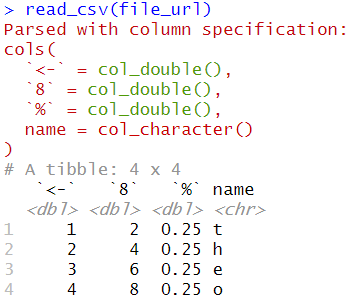 > read_csv(file_url)
Parsed with column specification:
cols(
  `<-` = col_double(),
  `8` = col_double(),
  `%` = col_double(),
  name = col_character()
)
# A tibble: 4 x 4
   `<-`   `8`   `%` name
  <dbl> <dbl> <dbl> <chr>
1     1     2  0.25 t
2     2     4  0.25 h
3     3     6  0.25 e
4     4     8  0.25 o